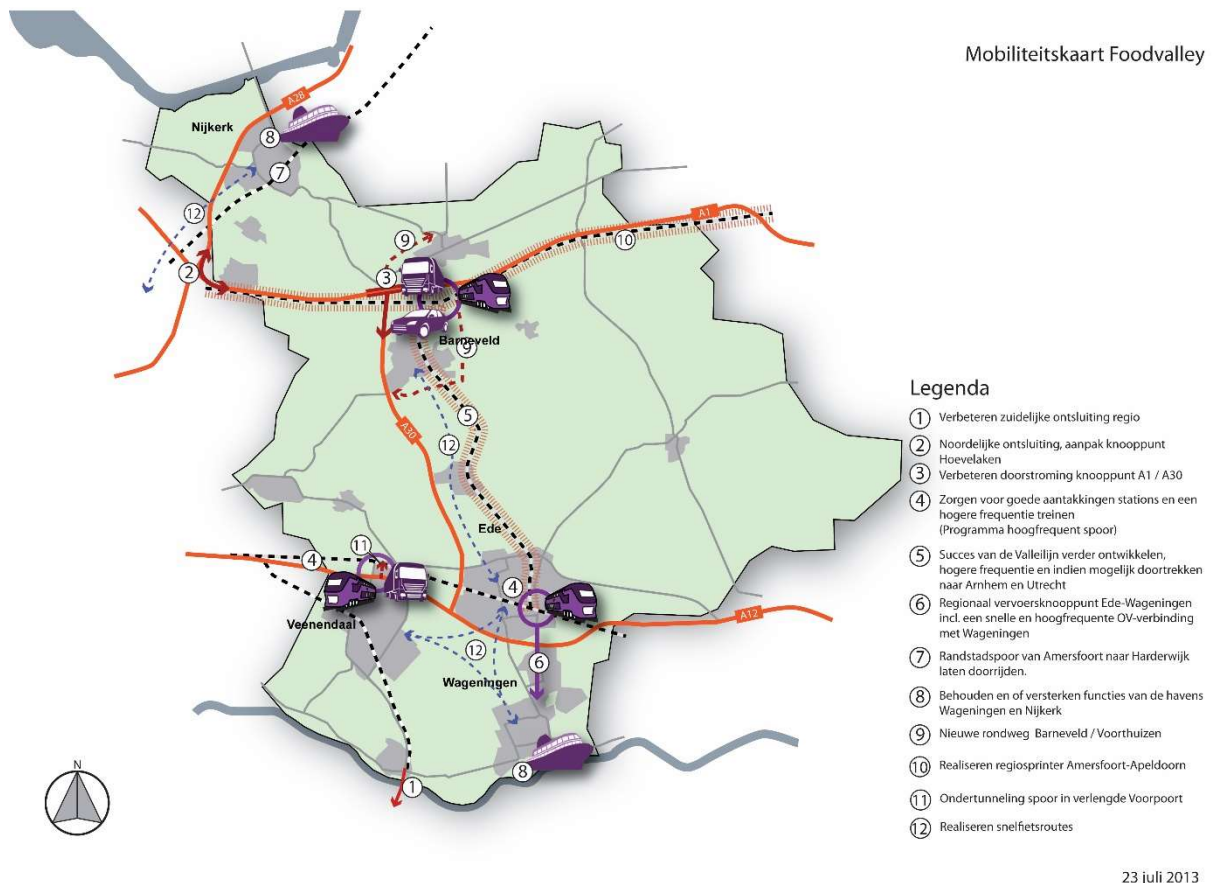 Mobiliteitskaart Foodvalley
A28
Nijkerk
8
7
12
2
9
3
A1
10
Barneveld
9
5
A30
12
Ede
11
4
4
Veenendaal
A12
12
6
Wageningen
8
1
N
Legenda
1 Verbeteren zuidelijke ontsluiting regio
2 Noordelijke ontsluiting, aanpak knooppunt
Hoevelaken
3 Verbeteren doorstroming knooppunt A1 / A30
4 Zorgen voor goede aantakkingen stations en een
hogere frequentie treinen
(Programma hoogfrequent spoor)
5 Succes van de Valleilijn verder ontwikkelen,
hogere frequentie en indien mogelijk doortrekken
naar Arnhem en Utrecht
6 Regionaal vervoersknooppunt Ede-Wageningen
incl. een snelle en hoogfrequente OV-verbinding
met Wageningen
7 Randstadspoor van Amersfoort naar Harderwijk
laten doorrijden.
8 Behouden en of versterken functies van de havens
Wageningen en Nijkerk
9 Nieuwe rondweg Barneveld / Voorthuizen
10 Realiseren regiosprinter Amersfoort-Apeldoorn
11 Ondertunneling spoor in verlengde Voorpoort
12 Realiseren snelfietsroutes
23 juli 2013